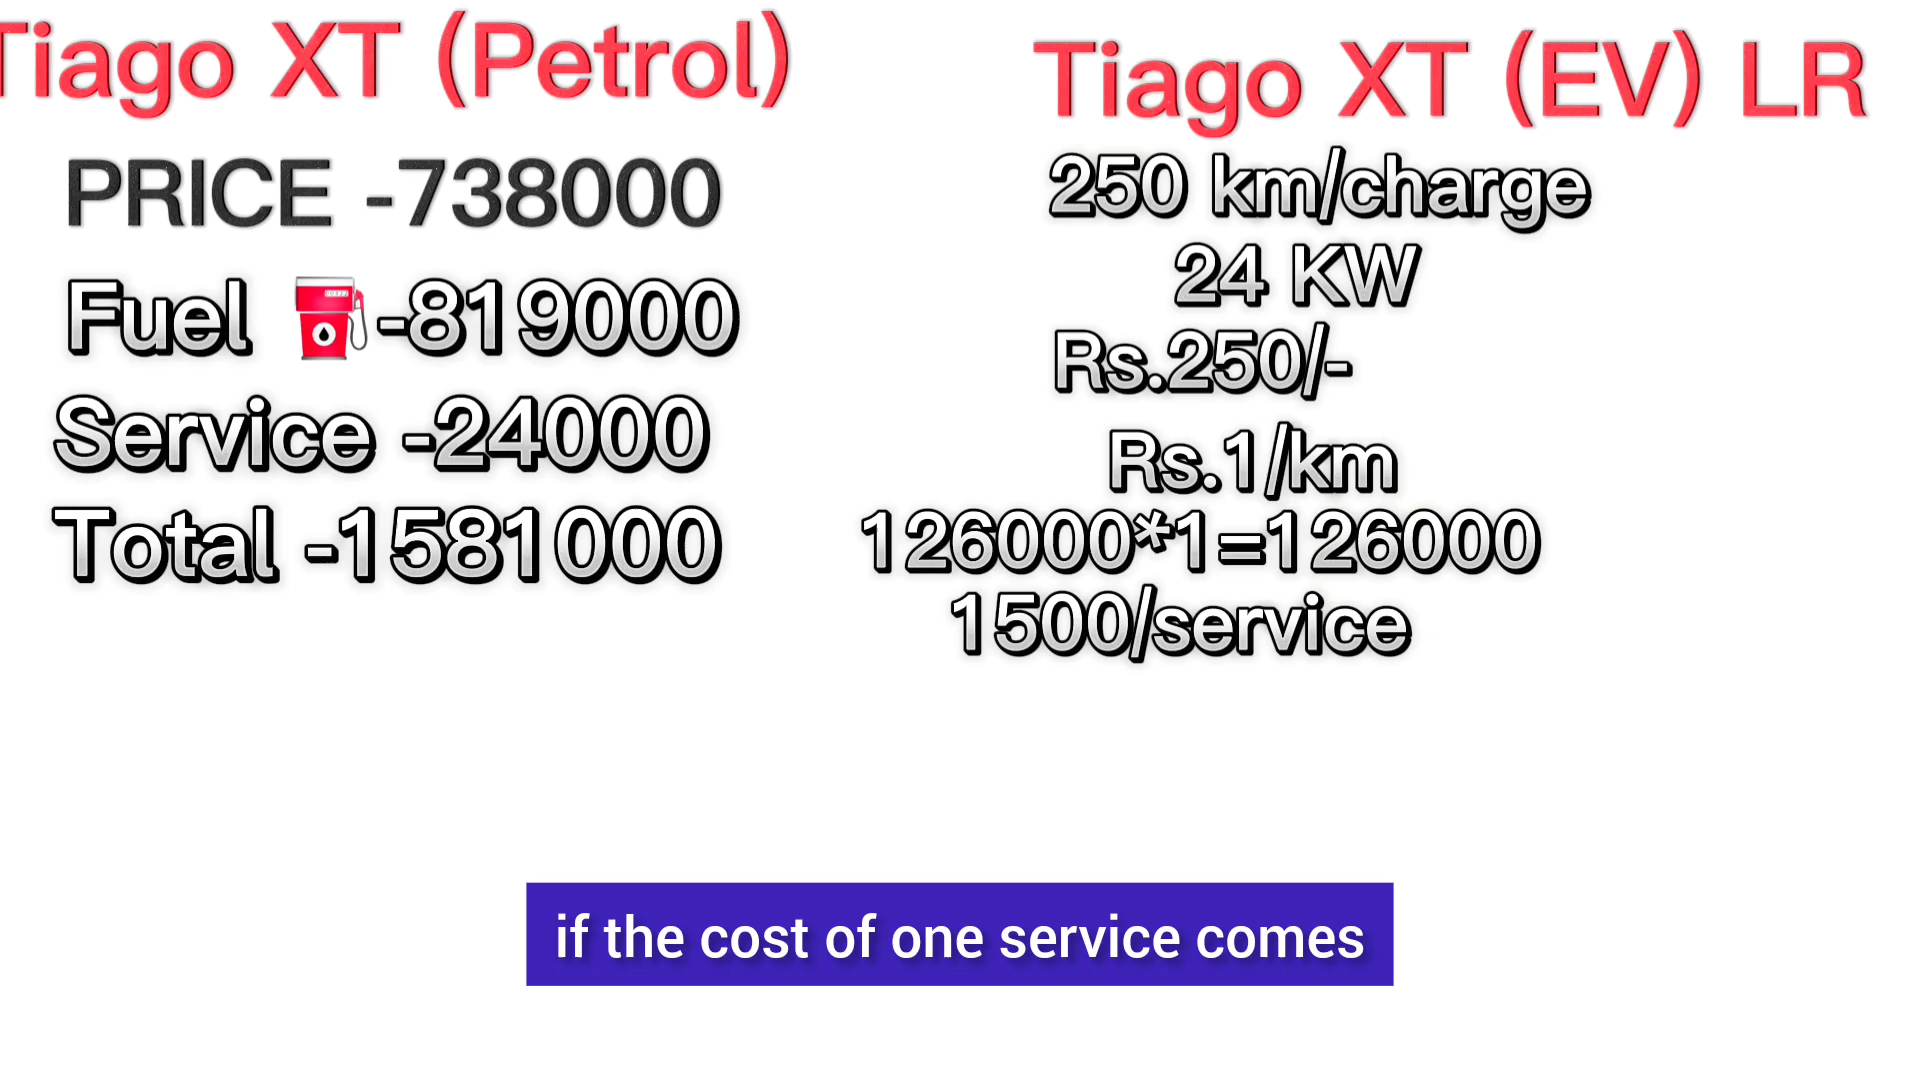 Tiago XT (Petrol)
PRICE -738000
Fuel -819000
Service -24000
Total -1581000
Tiago XT (EV) LR
250 km/charge
24 KW
Rs.250/-
Rs.1/km
126000*1=126000
1500/service
if the cost of one service comes